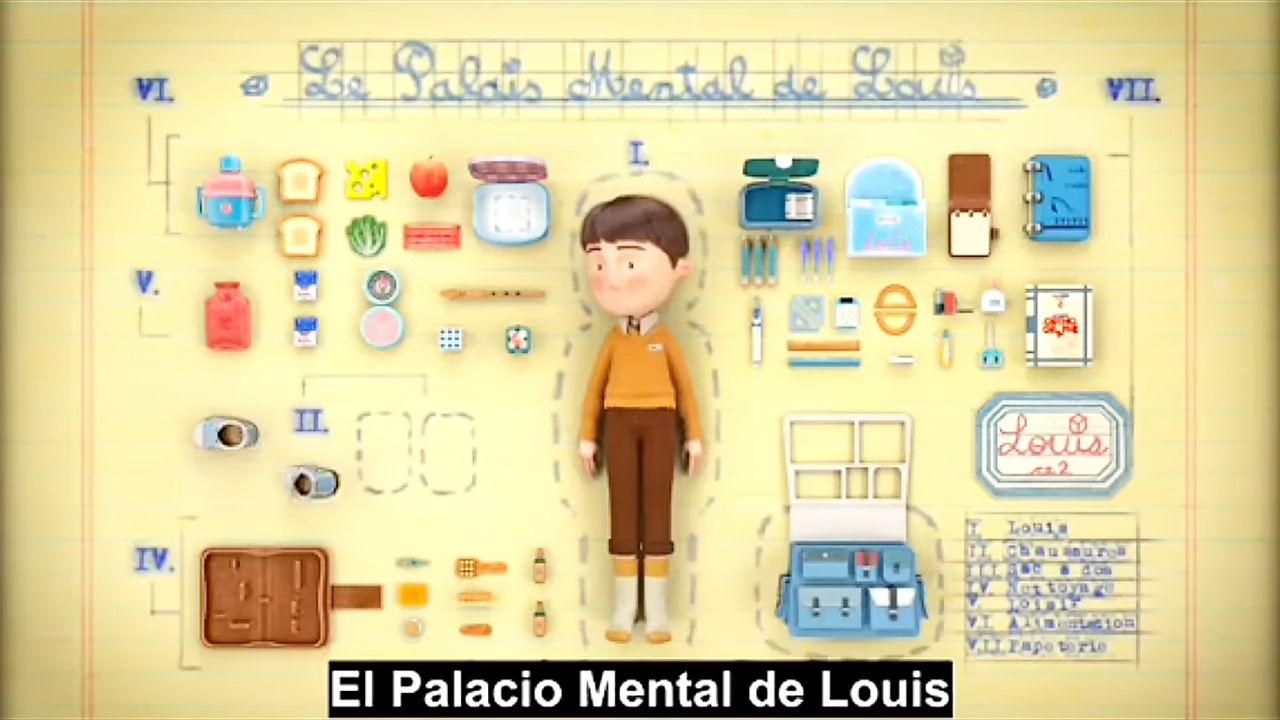 Le Palais Mental de Louis
VI.
VII.
I.
V.
II.
Louis
ce2
IV.
I. Louis
II. Chaussures
III. Sac a dos
IV. Nettoyage
V. Loisir
VI. Alimentation
VII. Papeterie
El Palacio Mental de Louis